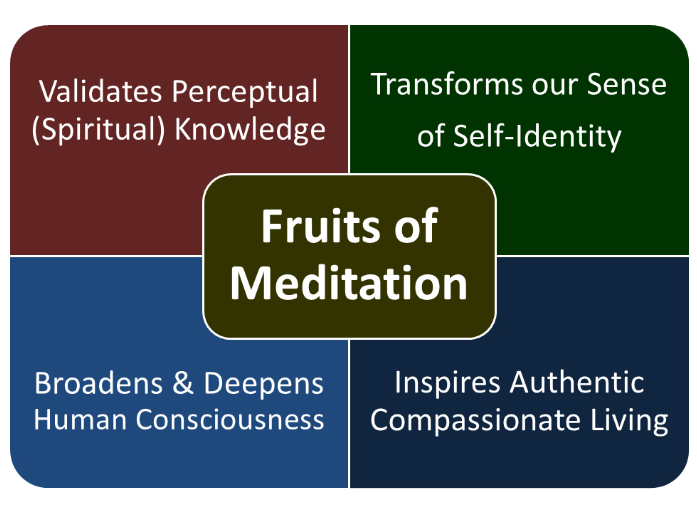 Validates Perceptual
(Spiritual) Knowledge
Transforms our Sense
of Self-Identity
Fruits of
Meditation
Broadens & Deepens
Human Consciousness
Inspires Authentic
Compassionate Living